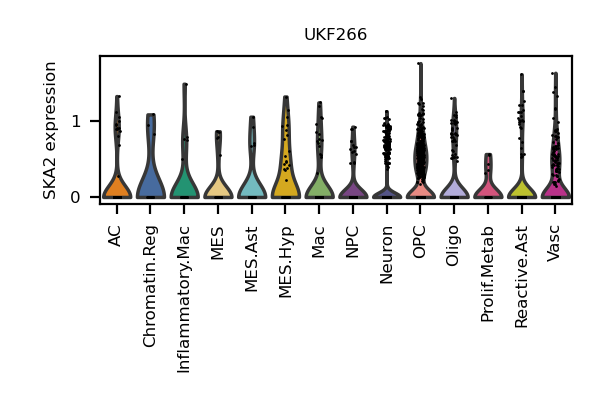 UKF266
SKA2 expression
1
0
AC
Chromatin.Reg
Inflammatory.Mac
MES
MES.Ast
MES.Hyp
Mac
NPC
Neuron
OPC
Oligo
Prolif.Metab
Reactive.Ast
Vasc